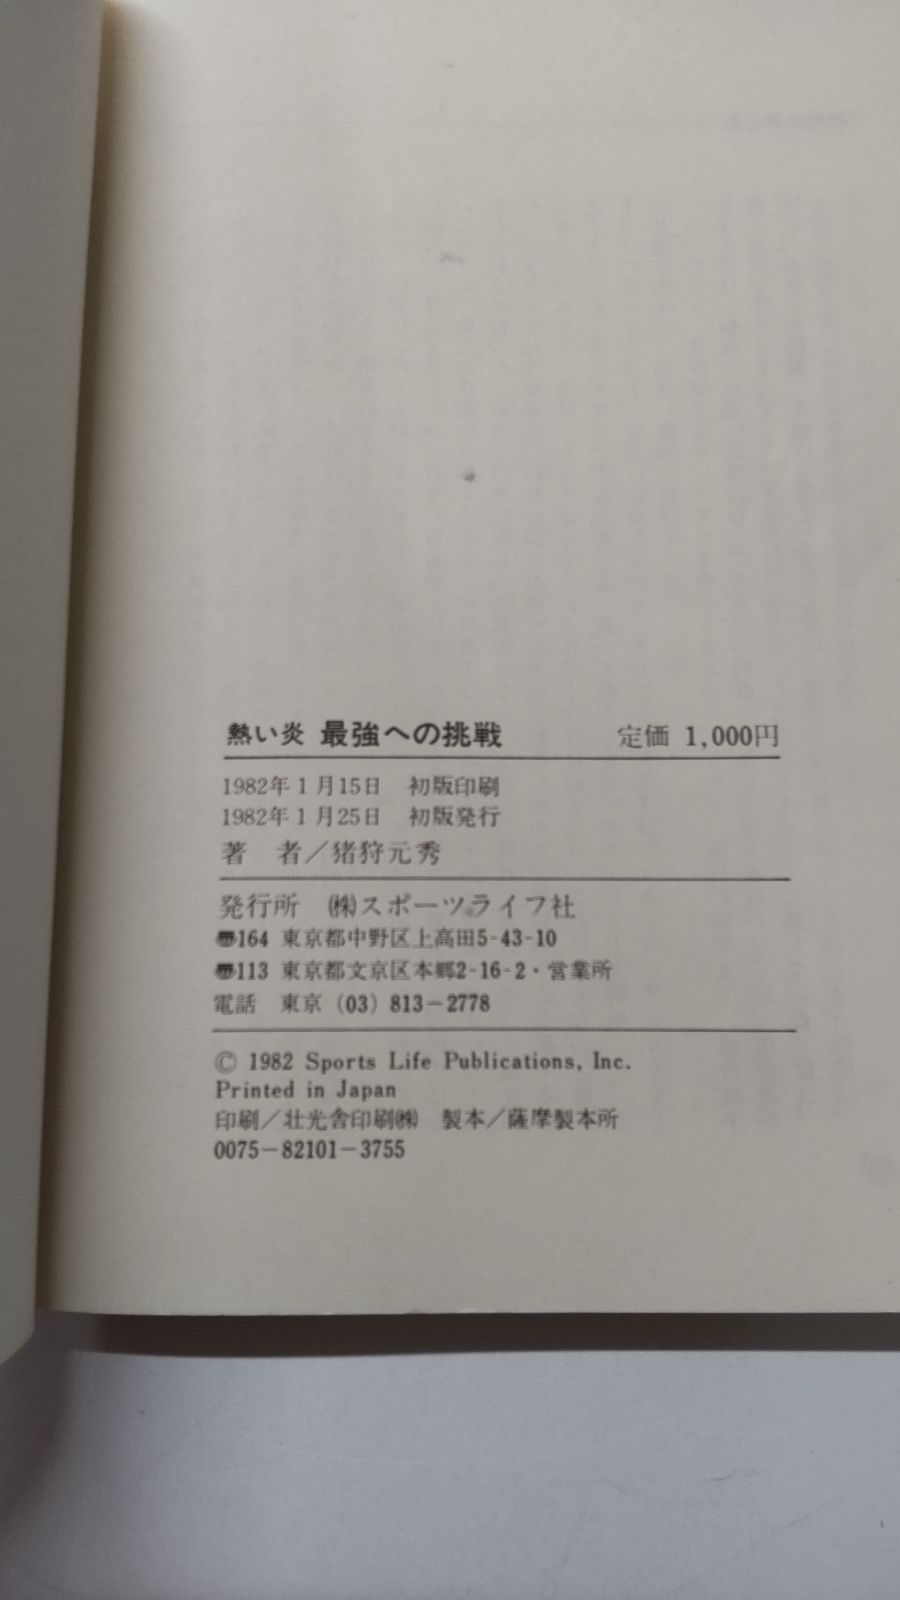 熱い炎 最強への挑戦 定価 1,000円
1982年1月15日 初版印刷
1982年1月25日 初版発行
著 者／猪狩元秀
発行所 ㈱スポーツライフ社
〠164 東京都中野区上高田5-43-10
〠113 東京都文京区本郷2-16-2・営業所
電話 東京（03）813－2778
© 1982 Sports Life Publications, Inc.
Printed in Japan
印刷／壮光舎印刷㈱ 製本／薩摩製本所
0075－82101－3755